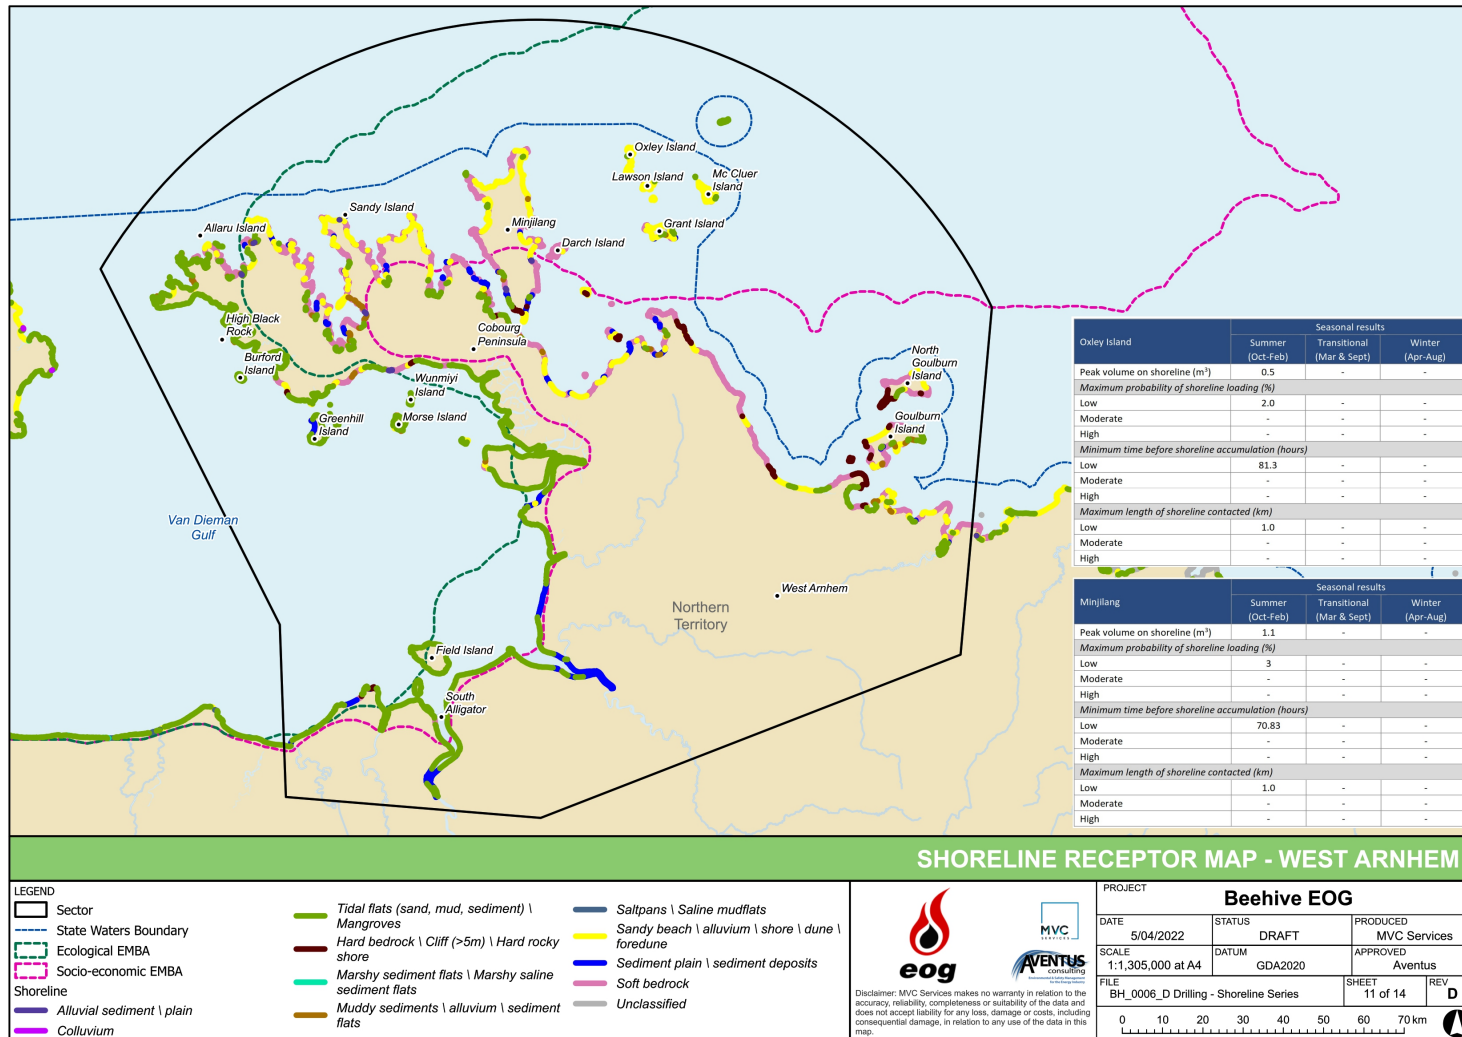 Oxley Island
Lawson Island
Mc Cluer
Island
Sandy Island
Allaru Island
Minjilang
Grant Island
Darch Island
High Black
Rock
Cobourg
Peninsula
Burford
Island
Wunmiyi
Island
North
Goulburn
Island
Greenhill
Island
Morse Island
Goulburn
Island
Van Dieman
Gulf
West Arnhem
Northern
Territory
Field Island
South
Alligator
Oxley Island
Seasonal results
Summer (Oct-Feb) Transitional (Mar & Sept) Winter (Apr-Aug)
Peak volume on shoreline (m³) 0.5 - -
Maximum probability of shoreline loading (%)
Low 2.0 - -
Moderate - - -
High - - -
Minimum time before shoreline accumulation (hours)
Low 81.3 - -
Moderate - - -
High - - -
Maximum length of shoreline contacted (km)
Low 1.0 - -
Moderate - - -
High - - -
Minjilang
Seasonal results
Summer (Oct-Feb) Transitional (Mar & Sept) Winter (Apr-Aug)
Peak volume on shoreline (m³) 1.1 - -
Maximum probability of shoreline loading (%)
Low 3 - -
Moderate - - -
High - - -
Minimum time before shoreline accumulation (hours)
Low 70.83 - -
Moderate - - -
High - - -
Maximum length of shoreline contacted (km)
Low 1.0 - -
Moderate - - -
High - - -
SHORELINE RECEPTOR MAP - WEST ARNHEM
LEGEND
Sector
State Waters Boundary
Ecological EMBA
Socio-economic EMBA
Shoreline
Alluvial sediment \ plain
Colluvium
Tidal flats (sand, mud, sediment) \
Mangroves
Hard bedrock \ Cliff (>5m) \ Hard rocky
shore
Marshy sediment flats \ Marshy saline
sediment flats
Muddy sediments \ alluvium \ sediment
flats
Saltpans \ Saline mudflats
Sandy beach \ alluvium \ shore \ dune \
foredune
Sediment plain \ sediment deposits
Soft bedrock
Unclassified
eog
MVC
SERVICES
AVENTUS
consulting
Disclaimer: MVC Services makes no warranty in relation to the
accuracy, reliability, completeness or suitability of the data and
does not accept liability for any loss, damage or costs, including
consequential damage, in relation to any use of the data in this
map.
PROJECT
Beehive EOG
DATE
5/04/2022
STATUS
DRAFT
PRODUCED
MVC Services
SCALE
1:1,305,000 at A4
DATUM
GDA2020
APPROVED
Aventus
FILE
BH_0006_D Drilling - Shoreline Series
SHEET
11 of 14
REV
D
0 10 20 30 40 50 60 70 km